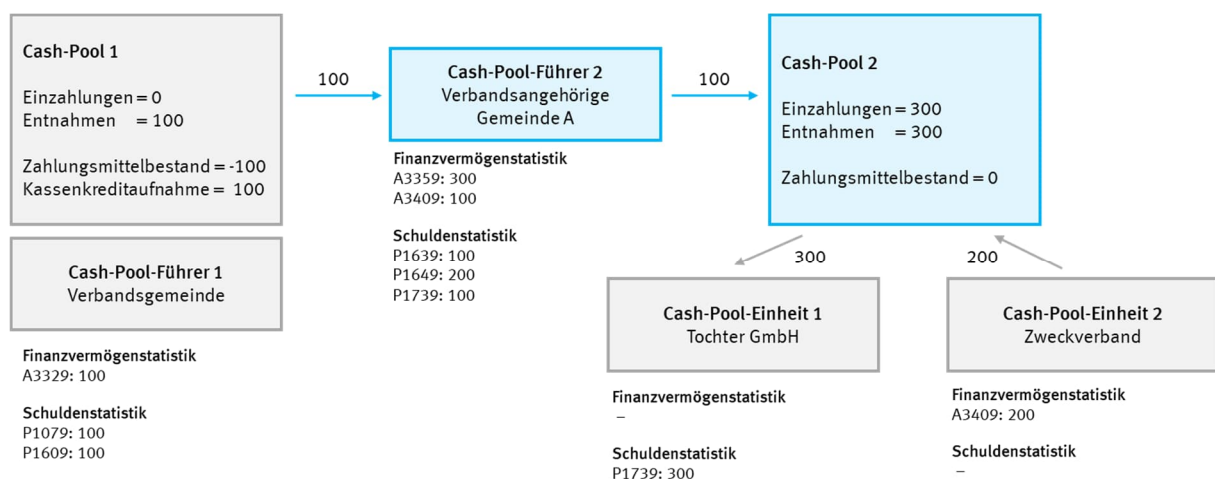 Cash-Pool 1
Einzahlungen = 0
Entnahmen = 100
Zahlungsmittelbestand = -100
Kassenkreditaufnahme = 100
Cash-Pool-Führer 1
Verbandsgemeinde
Finanzvermögenstatistik
A3329: 100
Schuldenstatistik
P1079: 100
P1609: 100
100
Cash-Pool-Führer 2
Verbandsangehörige
Gemeinde A
Finanzvermögenstatistik
A3359: 300
A3409: 100
Schuldenstatistik
P1639: 100
P1649: 200
P1739: 100
100
Cash-Pool 2
Einzahlungen = 300
Entnahmen = 300
Zahlungsmittelbestand = 0
300
200
Cash-Pool-Einheit 1
Tochter GmbH
Finanzvermögenstatistik
–
Schuldenstatistik
P1739: 300
Cash-Pool-Einheit 2
Zweckverband
Finanzvermögenstatistik
A3409: 200
Schuldenstatistik
–